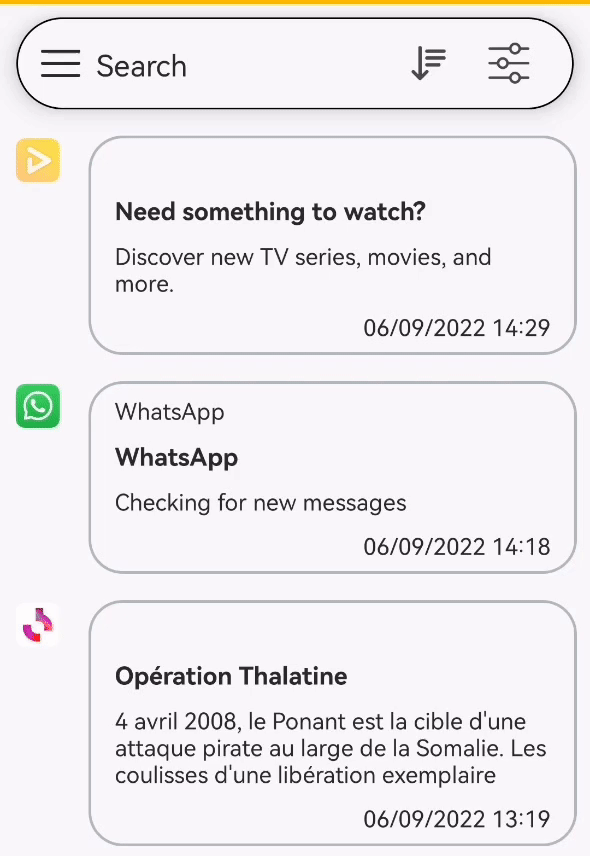 Search
Need something to watch?
Discover new TV series, movies, and
more.
06/09/2022 14:29
WhatsApp
WhatsApp
Checking for new messages
06/09/2022 14:18
Opération Thalatine
4 avril 2008, le Ponant est la cible d'une
attaque pirate au large de la Somalie. Les
coulisses d'une libération exemplaire
06/09/2022 13:19